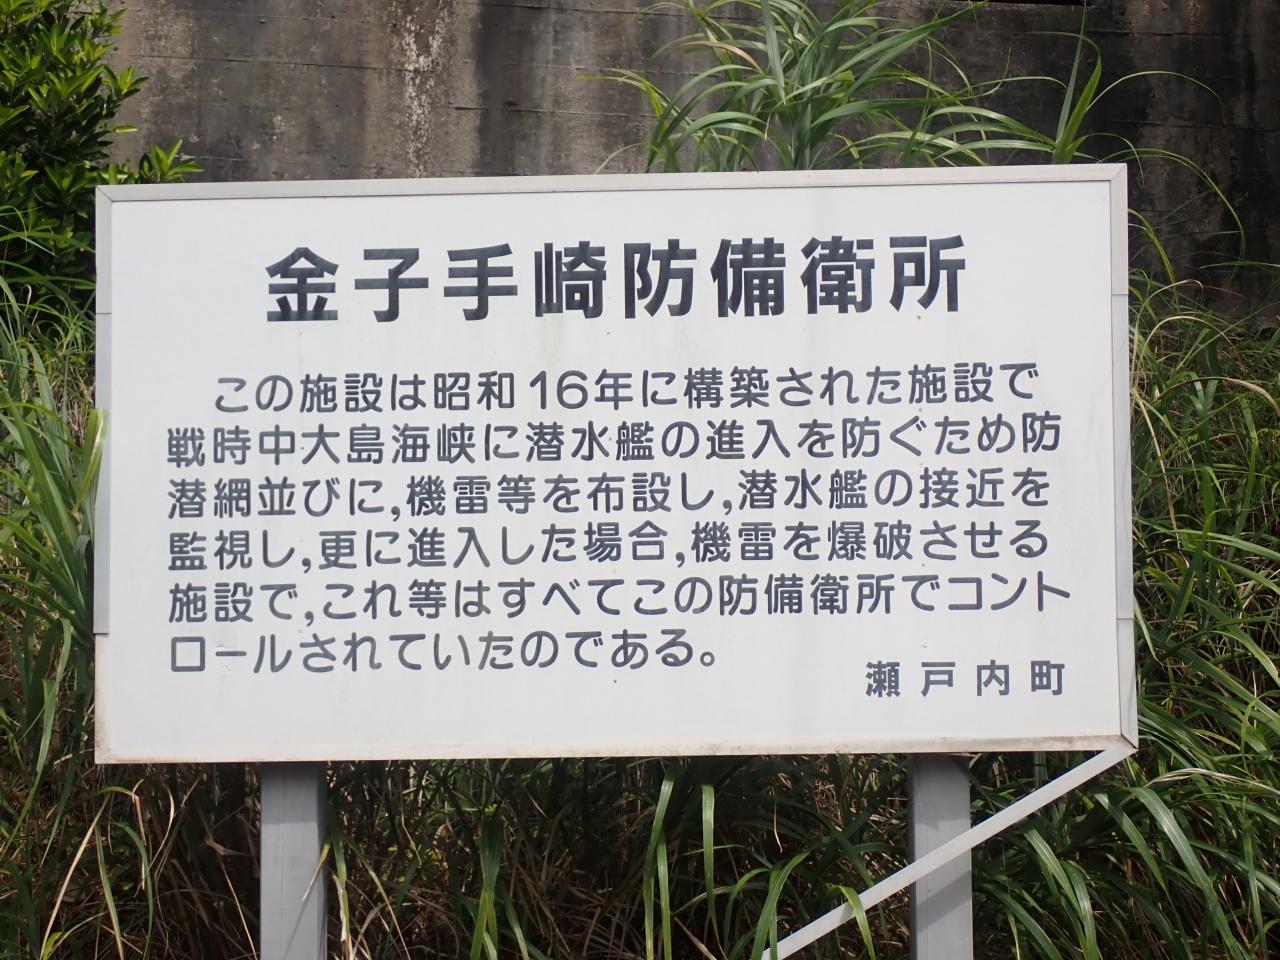 金子手崎防備衛所
この施設は昭和16年に構築された施設で
戦時中大島海峡に潜水艦の進入を防ぐため防
潜網並びに,機雷等を布設し,潜水艦の接近を
監視し,更に進入した場合,機雷を爆破させる
施設で,これ等はすべてこの防備衛所でコント
ロールされていたのである。
瀬戸内町